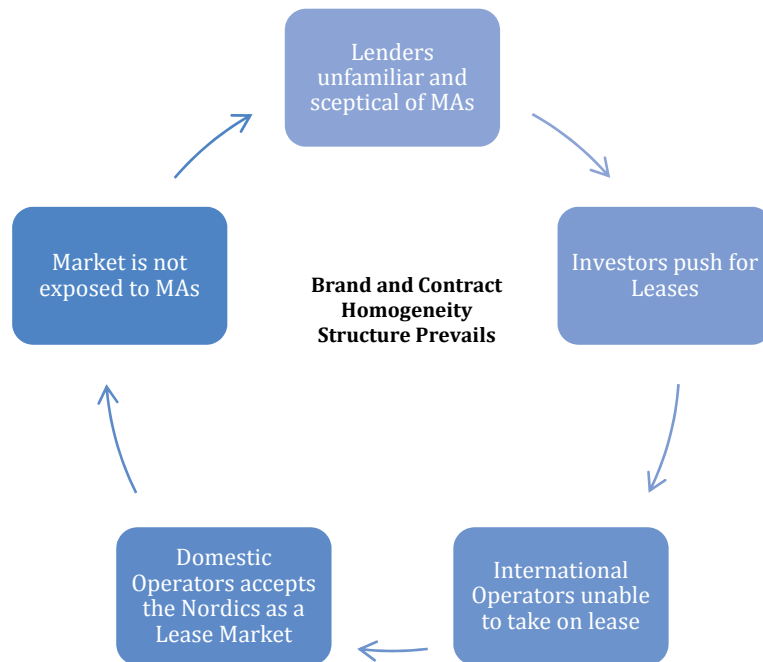 Lenders
unfamiliar and
sceptical of MAs
Investors push for
Leases
International
Operators unable
to take on lease
Domestic
Operators accepts
the Nordics as a
Lease Market
Market is not
exposed to MAs
Brand and Contract
Homogeneity
Structure Prevails